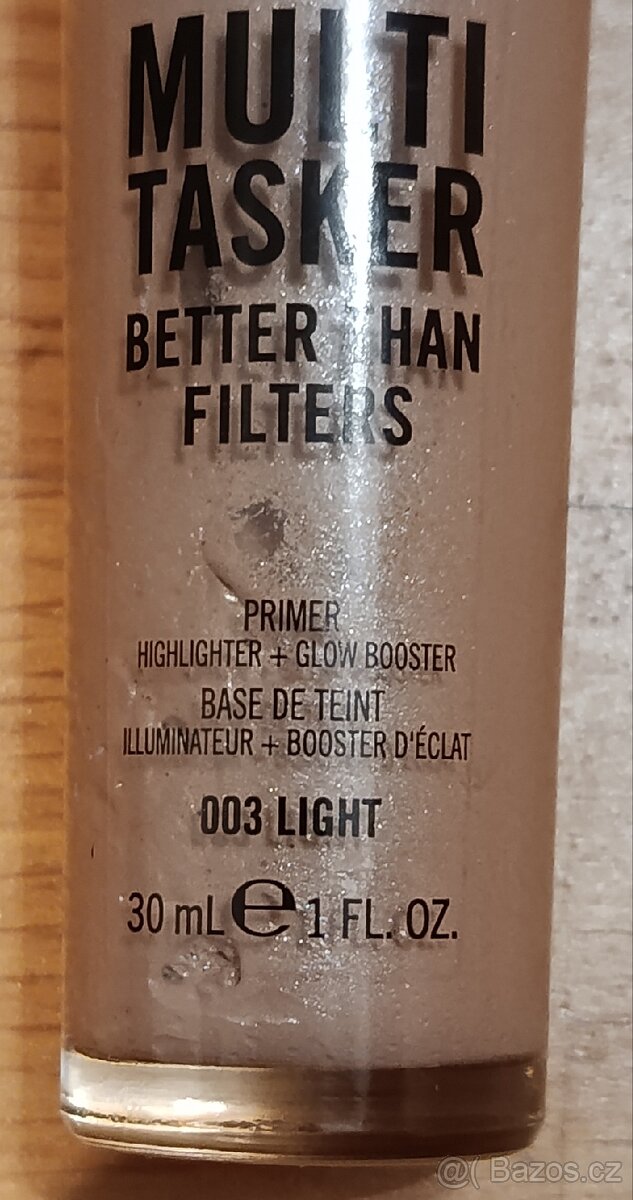 MULTI
TASKER
BETTER THAN
FILTERS
PRIMER
HIGHLIGHTER + GLOW BOOSTER
BASE DE TEINT
ILLUMINATEUR + BOOSTER D'ÉCLAT
003 LIGHT
30 mL e 1 FL. OZ.
@( Bazos.cz